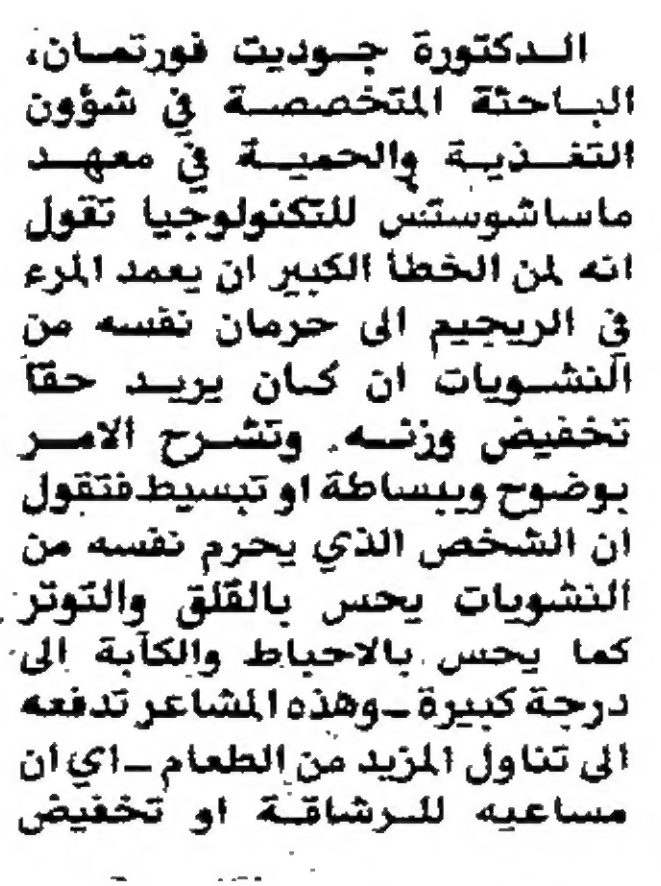 الدكتورة جوديت فورتمان،
الباحثة المتخصصة في شؤون
التغذية والحمية في معهد
ماساشوستس للتكنولوجيا تقول
انه لمن الخطأ الكبير ان يعمد المرء
في الريجيم الى حرمان نفسه من
النشويات ان كان يريد حقاً
تخفيض وزنه. وتشرح الامر
بوضوح وببساطة او تبسيط فتقول
ان الشخص الذي يحرم نفسه من
النشويات يحس بالقلق والتوتر
كما يحس بالاحباط والكآبة الى
درجة كبيرة ـ وهذه المشاعر تدفعه
الى تناول المزيد من الطعام ـ اي ان
مساعيه للرشاقة او تخفيض